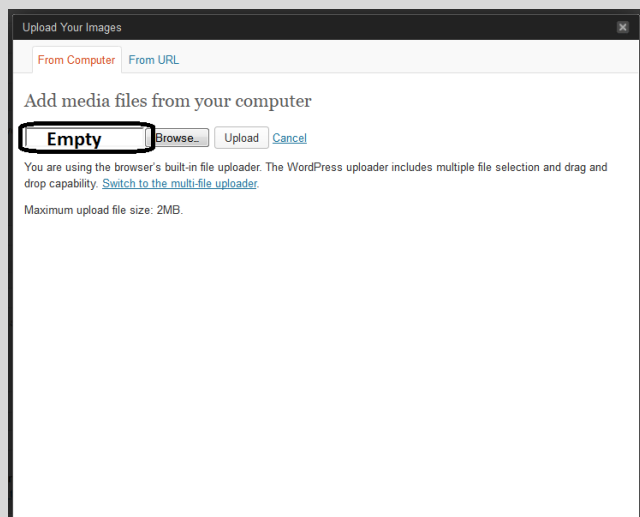 Upload Your Images
From Computer From URL
Add media files from your computer
Empty Browse... Upload Cancel
You are using the browser's built-in file uploader. The WordPress uploader includes multiple file selection and drag and
drop capability. Switch to the multi-file uploader.
Maximum upload file size: 2MB.